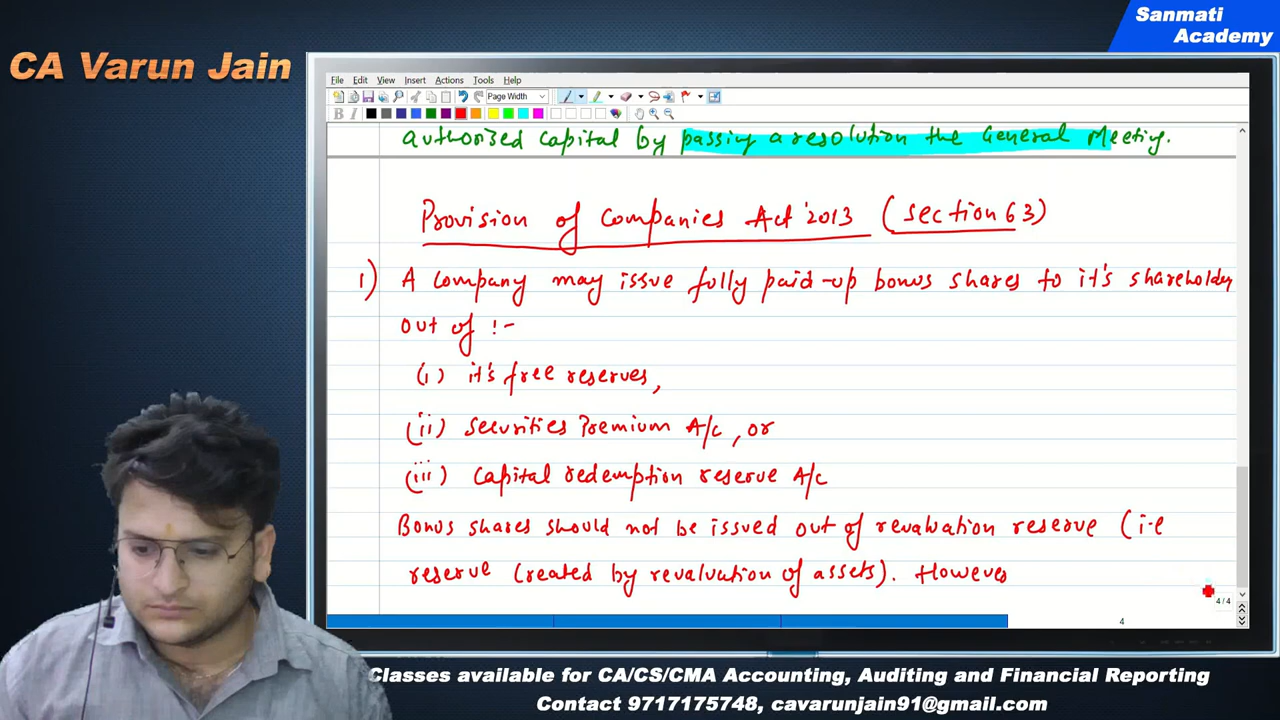 Sanmati
Academy
CA Varun Jain
File Edit View Insert Actions Tools Help
Page Width
B I
authorised capital by passing a resolution the General Meeting.
Provision of Companies Act'2013 (section 63)
1) A Company may issue fully paid-up bonus shares to it's shareholder
out of :-
(i) it's free reserves,
(ii) Securities Premium A/c, or
(iii) Capital redemption reserve A/c
Bonus shares should not be issued out of revaluation reserve (i.e
reserve created by revaluation of assets). However
4/4
4
Classes available for CA/CS/CMA Accounting, Auditing and Financial Reporting
Contact 9717175748, cavarunjain91@gmail.com